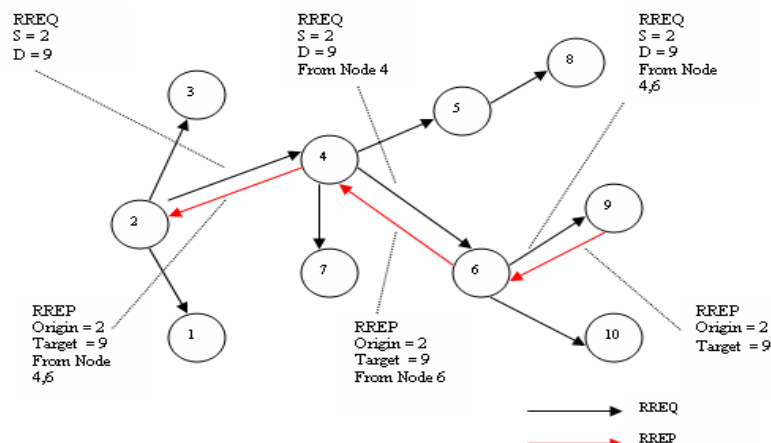 RREQ
S = 2
D = 9
RREQ
S = 2
D = 9
From Node 4
RREQ
S = 2
D = 9
From Node
4,6
8
3
5
4
2
9
7
6
1
10
RREP
Origin = 2
Target = 9
From Node
4,6
RREP
Origin = 2
Target = 9
From Node 6
RREP
Origin = 2
Target = 9
RREQ
RREP